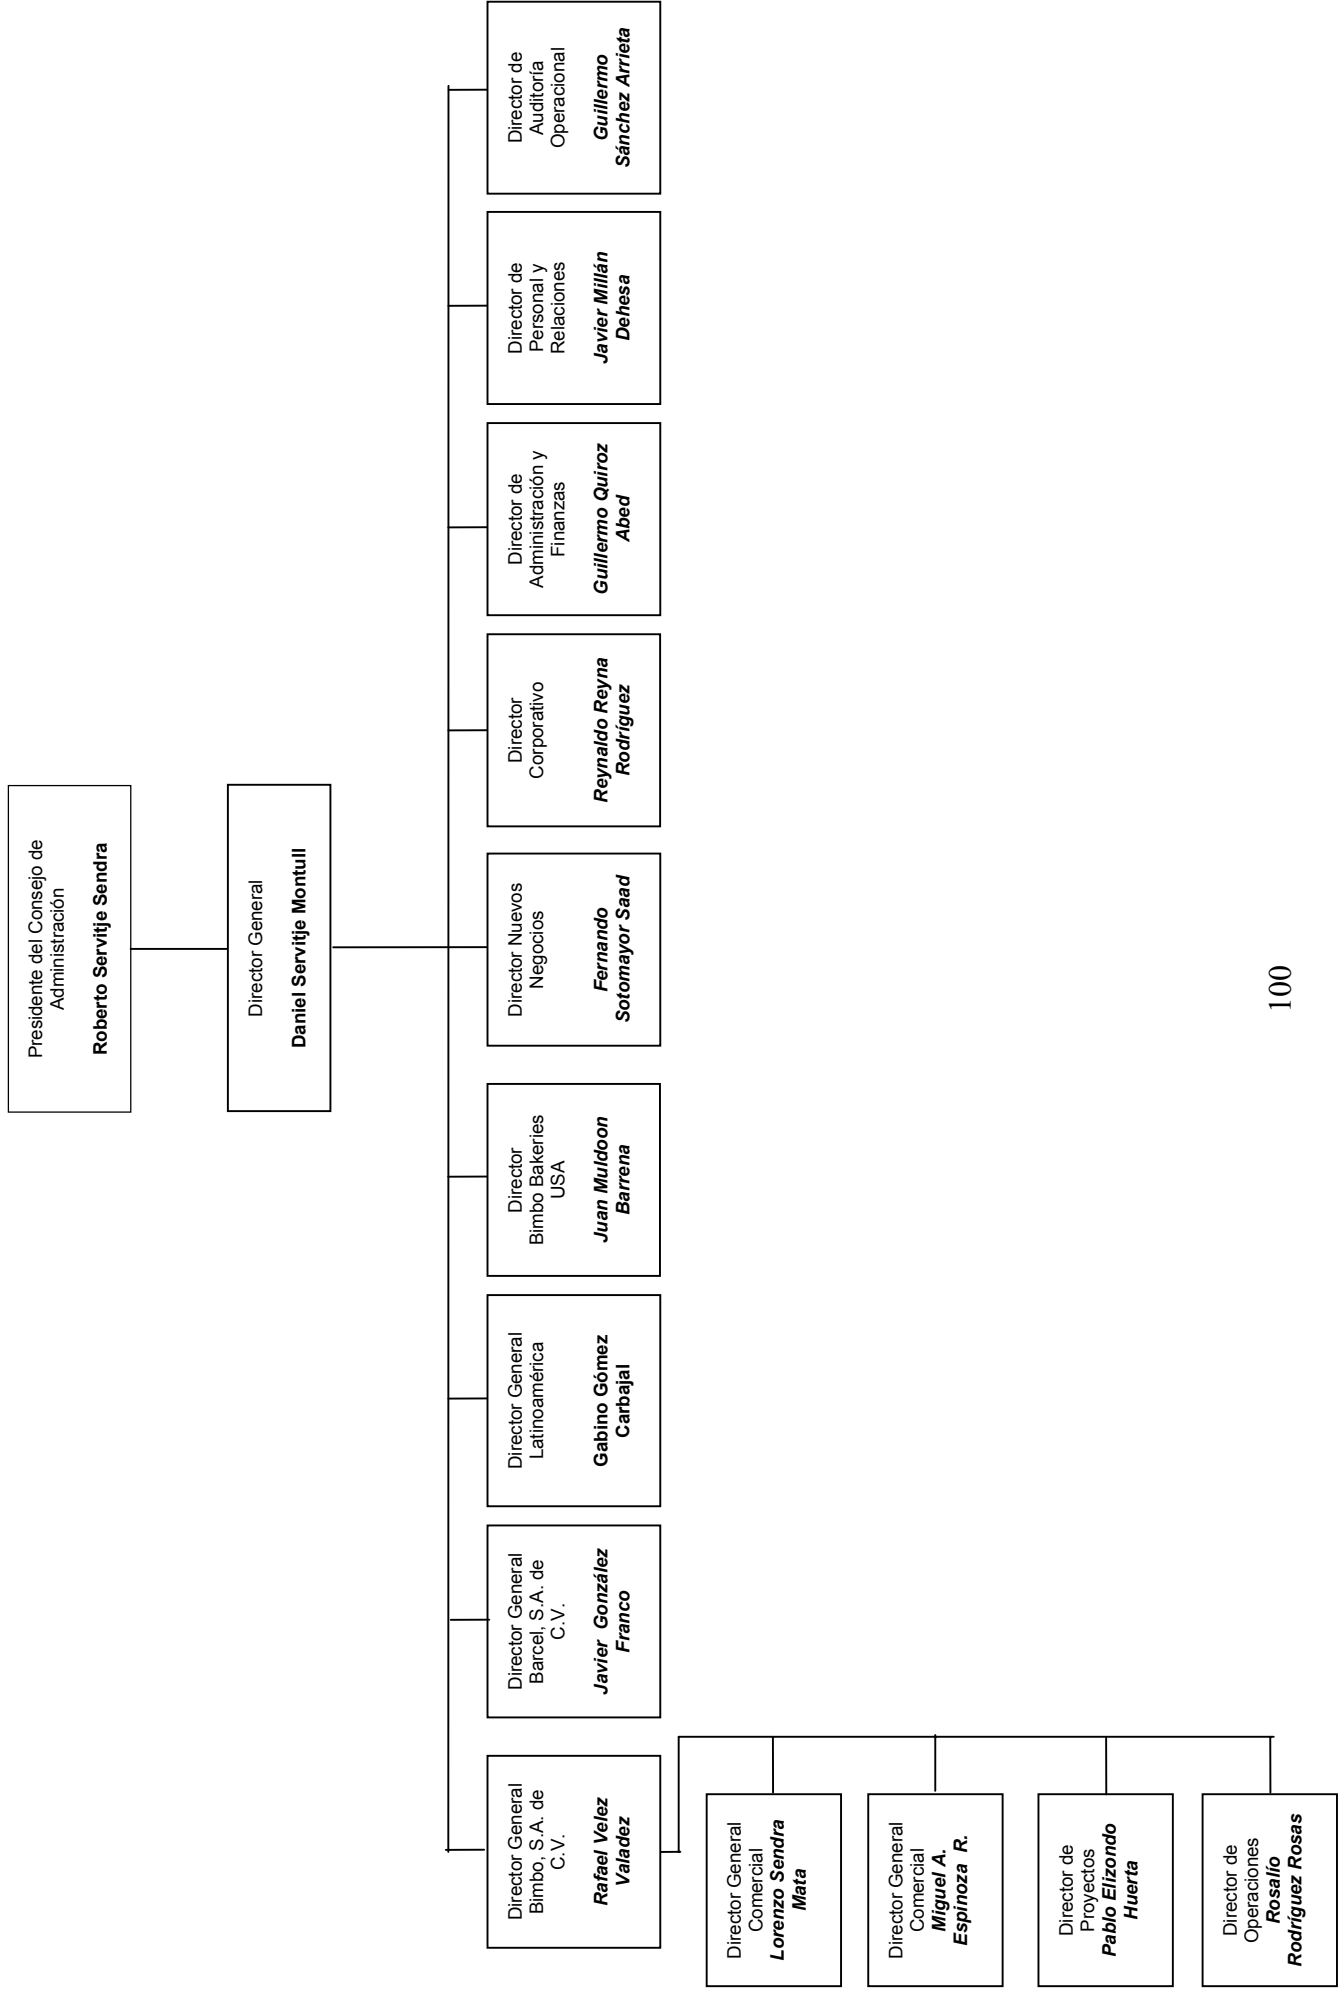 Presidente del Consejo de
Administración
Roberto Servitje Sendra
Director General
Daniel Servitje Montull
Director General
Bimbo, S.A. de
C.V.
Rafael Velez
Valadez
Director General
Barcel, S.A. de
C.V.
Javier González
Franco
Director General
Latinoamérica
Gabino Gómez
Carbajal
Director
Bimbo Bakeries
USA
Juan Muldoon
Barrena
Director Nuevos
Negocios
Fernando
Sotomayor Saad
Director
Corporativo
Reynaldo Reyna
Rodríguez
Director de
Administración y
Finanzas
Guillermo Quiroz
Abed
Director de
Personal y
Relaciones
Javier Millán
Dehesa
Director de
Auditoría
Operacional
Guillermo
Sánchez Arrieta
Director General
Comercial
Lorenzo Sendra
Mata
Director General
Comercial
Miguel A.
Espinoza R.
Director de
Proyectos
Pablo Elizondo
Huerta
Director de
Operaciones
Rosalío
Rodríguez Rosas
100